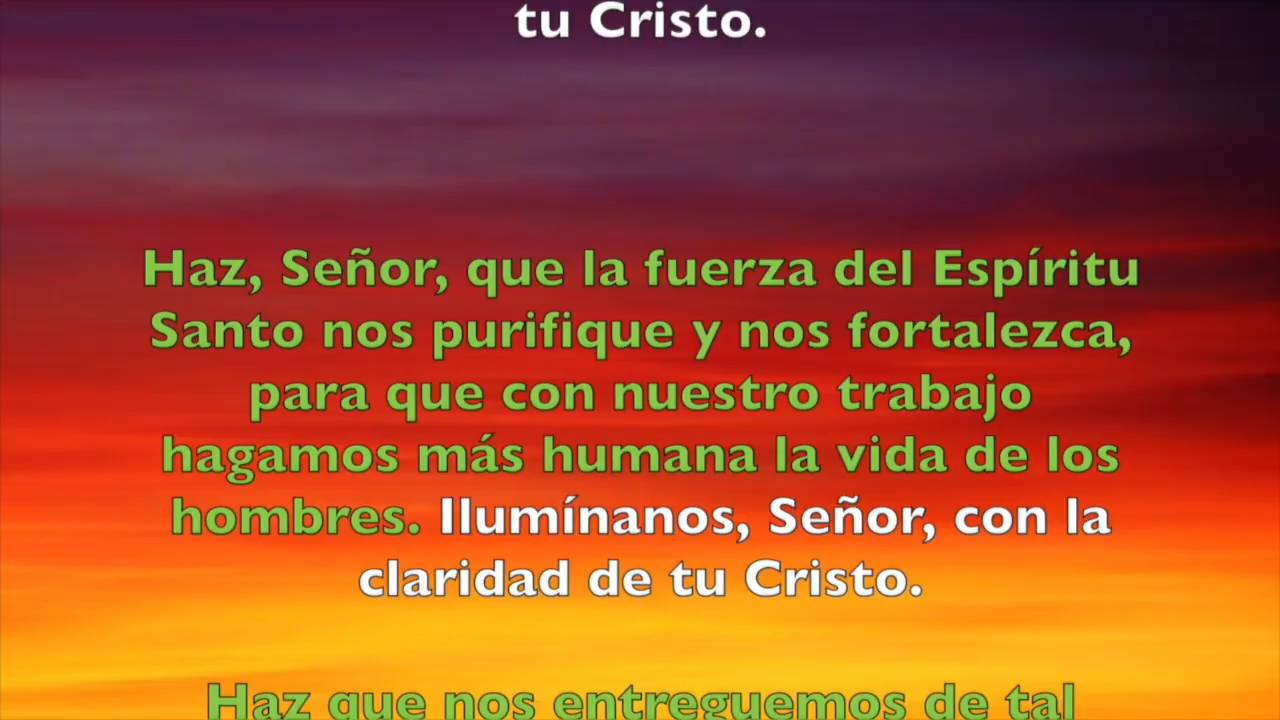 tu Cristo.
Haz, Señor, que la fuerza del Espíritu
Santo nos purifique y nos fortalezca,
para que con nuestro trabajo
hagamos más humana la vida de los
hombres. Ilumínanos, Señor, con la
claridad de tu Cristo.
Haz que nos entreguemos de tal